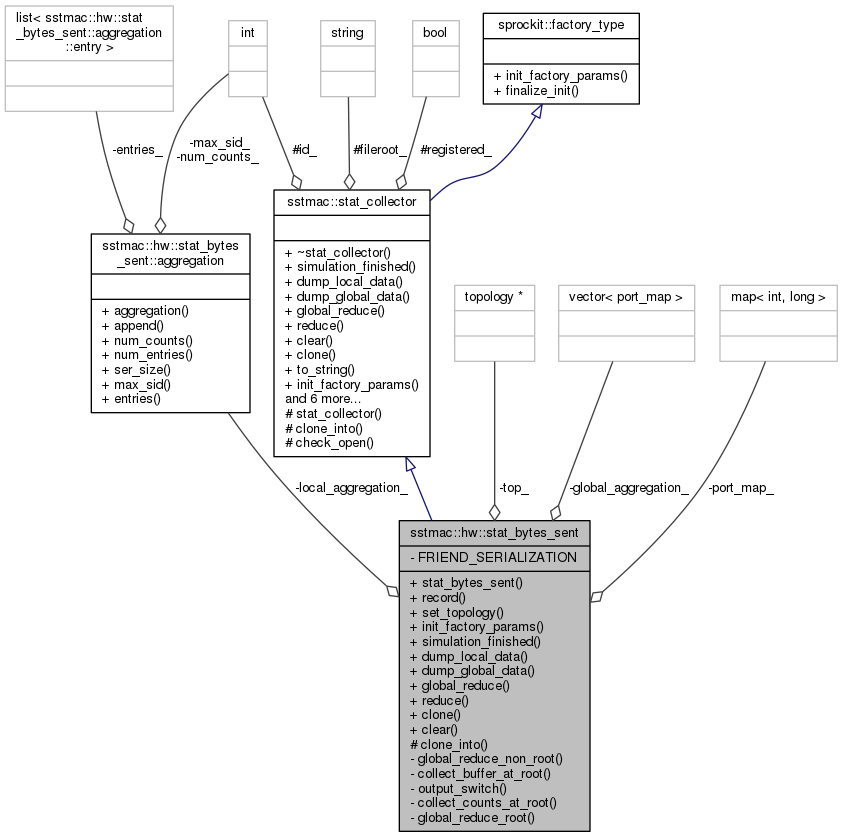 list< sstmac::hw::stat
_bytes_sent::aggregation
::entry >
int
string
bool
sprockit::factory_type
+ init_factory_params()
+ finalize_init()
-entries_
-max_sid_
-num_counts_
#id_
#fileroot_
#registered_
sstmac::hw::stat_bytes
_sent::aggregation
+ aggregation()
+ append()
+ num_counts()
+ num_entries()
+ ser_size()
+ max_sid()
+ entries()
sstmac::stat_collector
+ ~stat_collector()
+ simulation_finished()
+ dump_local_data()
+ dump_global_data()
+ global_reduce()
+ reduce()
+ clear()
+ clone()
+ to_string()
+ init_factory_params()
and 6 more...
# stat_collector()
# clone_into()
# check_open()
topology *
vector< port_map >
map< int, long >
-local_aggregation_
-top_
-global_aggregation_
-port_map_
sstmac::hw::stat_bytes_sent
- FRIEND_SERIALIZATION
+ stat_bytes_sent()
+ record()
+ set_topology()
+ init_factory_params()
+ simulation_finished()
+ dump_local_data()
+ dump_global_data()
+ global_reduce()
+ reduce()
+ clone()
+ clear()
# clone_into()
- global_reduce_non_root()
- collect_buffer_at_root()
- output_switch()
- collect_counts_at_root()
- global_reduce_root()